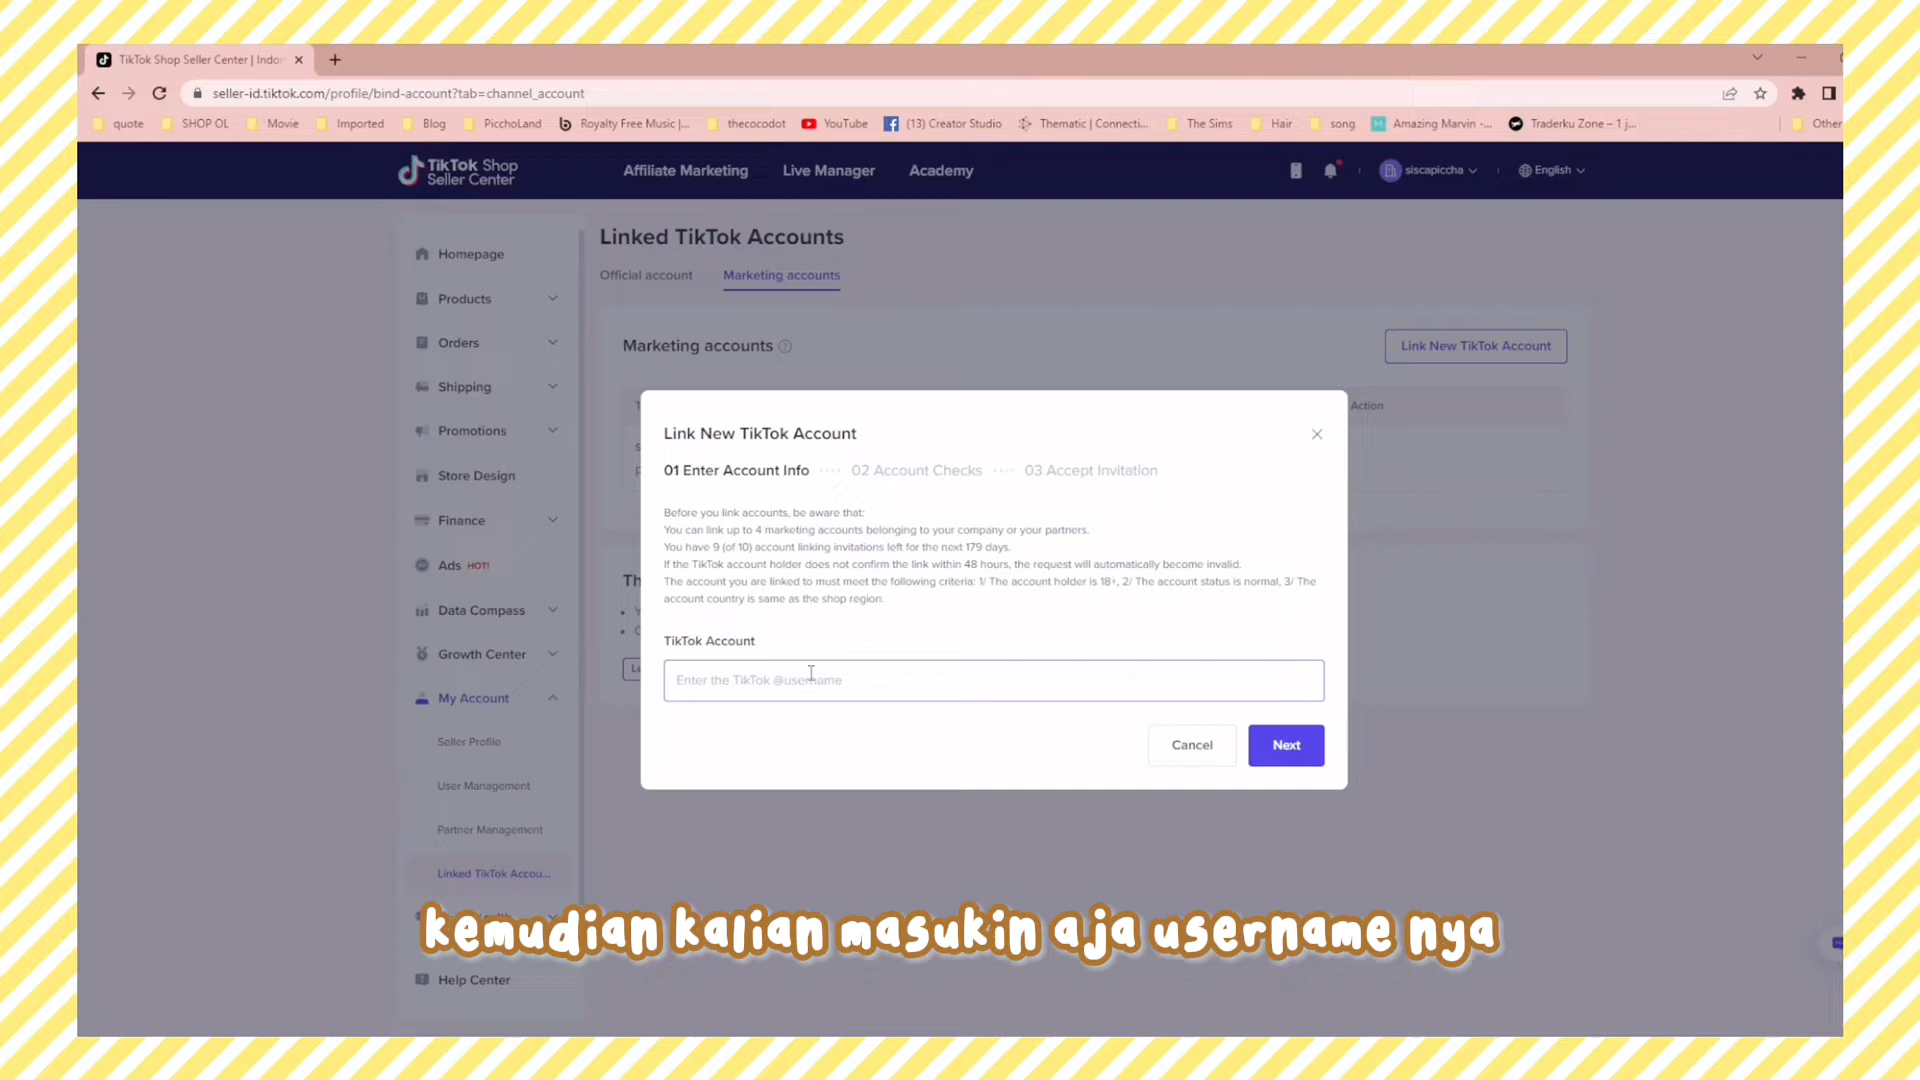 TikTok Shop Seller Center | Indon
seller-id.tiktok.com/profile/bind-account?tab=channel_account
quote SHOP OL Movie Imported Blog PicchoLand Royalty Free Music |... thecocodot YouTube (13) Creator Studio Thematic | Connecti... The Sims Hair song Amazing Marvin -... Traderku Zone – 1 j... Other
TikTok Shop
Seller Center
Affiliate Marketing Live Manager Academy
siscapiccha English
Homepage
Products
Orders
Shipping
Promotions
Store Design
Finance
Ads HOT!
Data Compass
Growth Center
My Account
Seller Profile
User Management
Partner Management
Linked TikTok Accou...
Help Center
Linked TikTok Accounts
Official account Marketing accounts
Marketing accounts
Link New TikTok Account
Action
Link New TikTok Account
01 Enter Account Info 02 Account Checks 03 Accept Invitation
Before you link accounts, be aware that:
You can link up to 4 marketing accounts belonging to your company or your partners.
You have 9 (of 10) account linking invitations left for the next 179 days.
If the TikTok account holder does not confirm the link within 48 hours, the request will automatically become invalid.
The account you are linked to must meet the following criteria: 1/ The account holder is 18+, 2/ The account status is normal, 3/ The
account country is same as the shop region.
TikTok Account
Enter the TikTok @username
Cancel Next
kemudian kalian masukin aja username nya